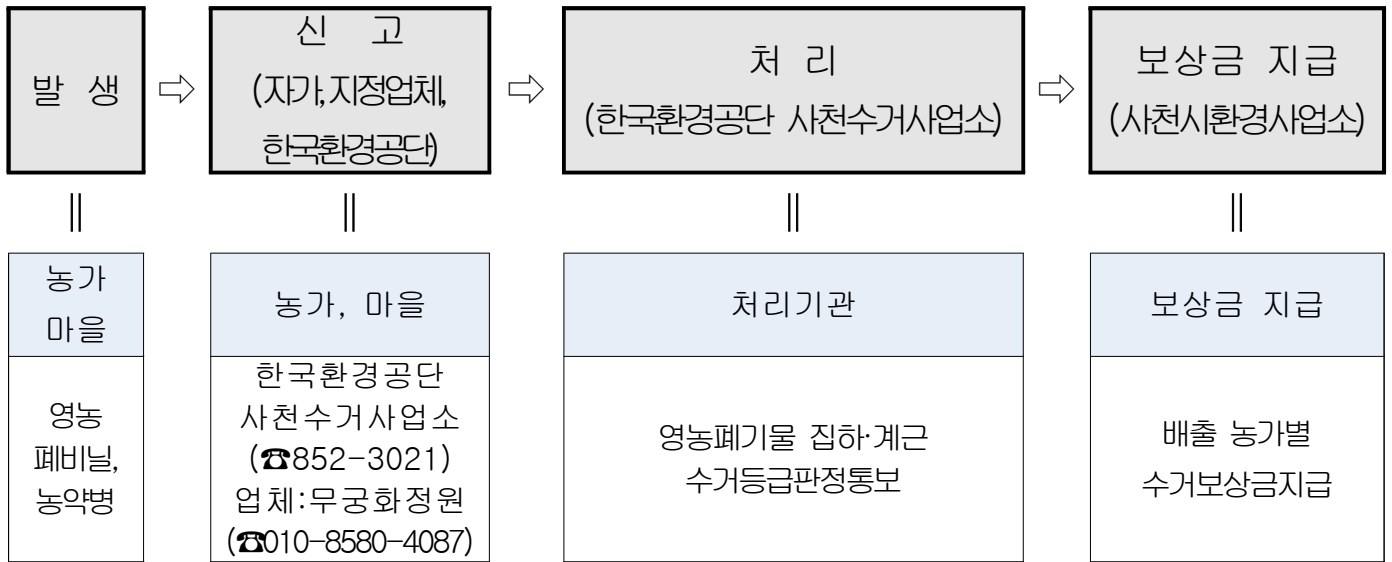 발 생
⇨
신 고
(자가, 지정업체,
한국환경공단)
⇨
처 리
(한국환경공단 사천수거사업소)
⇨
보상금 지급
(사천시환경사업소)
∥
∥
∥
∥
농가
마을
영농
폐비닐,
농약병
농가, 마을
한국환경공단
사천수거사업소
(☎852-3021)
업체:무궁화정원
(☎010-8580-4087)
처리기관
영농폐기물 집하·계근
수거등급판정통보
보상금 지급
배출 농가별
수거보상금지급